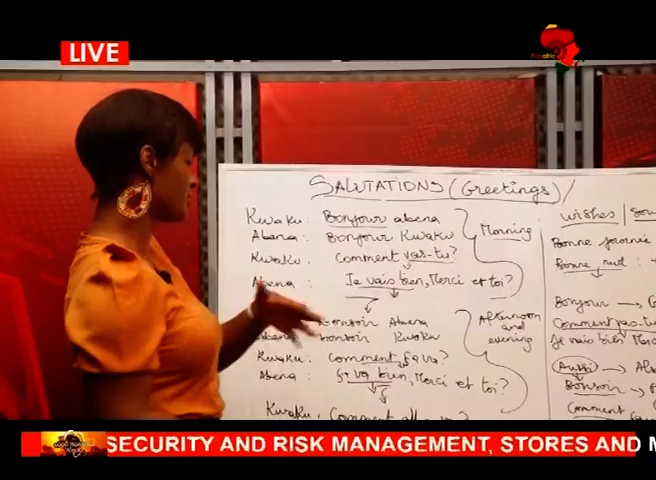 LIVE
SALUTATIONS (Greetings)
Kwaku : Bonjour abena
Abena : Bonjour Kwaku
Kwaku : comment vas-tu?
Abena : Je vais bien, Merci et toi?
Morning
Bonsoir Abena
Bonsoir Kwaku
Kwaku : comment ça va?
Abena : ça va bien, Merci et toi?
Kwaku : Comment
Afternoon
and
evening
wishes
Bonne journée
Bonne nuit :
Bonjour
Comment vas-tu
Je vais bien
Aussi
Bonsoir
comment
SECURITY AND RISK MANAGEMENT, STORES AND